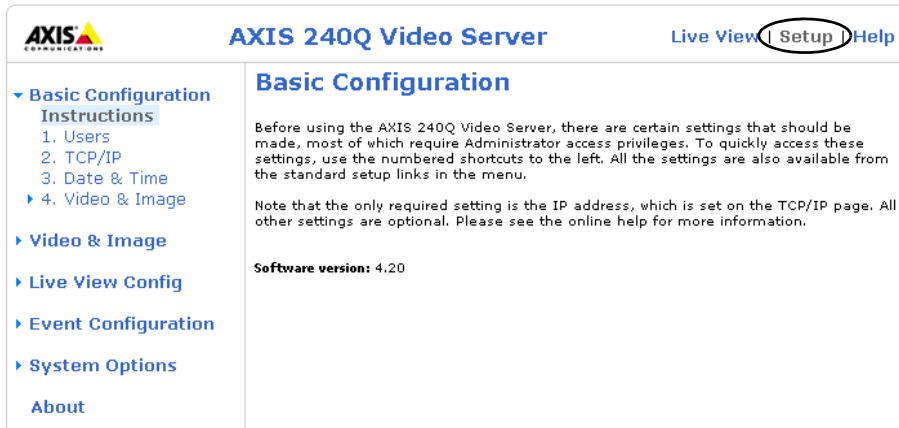 AXIS
COMMUNICATIONS
AXIS 240Q Video Server
Live View | Setup | Help
Basic Configuration
Instructions
1. Users
2. TCP/IP
3. Date & Time
4. Video & Image
Video & Image
Live View Config
Event Configuration
System Options
About
Basic Configuration
Before using the AXIS 240Q Video Server, there are certain settings that should be
made, most of which require Administrator access privileges. To quickly access these
settings, use the numbered shortcuts to the left. All the settings are also available from
the standard setup links in the menu.
Note that the only required setting is the IP address, which is set on the TCP/IP page. All
other settings are optional. Please see the online help for more information.
Software version: 4.20